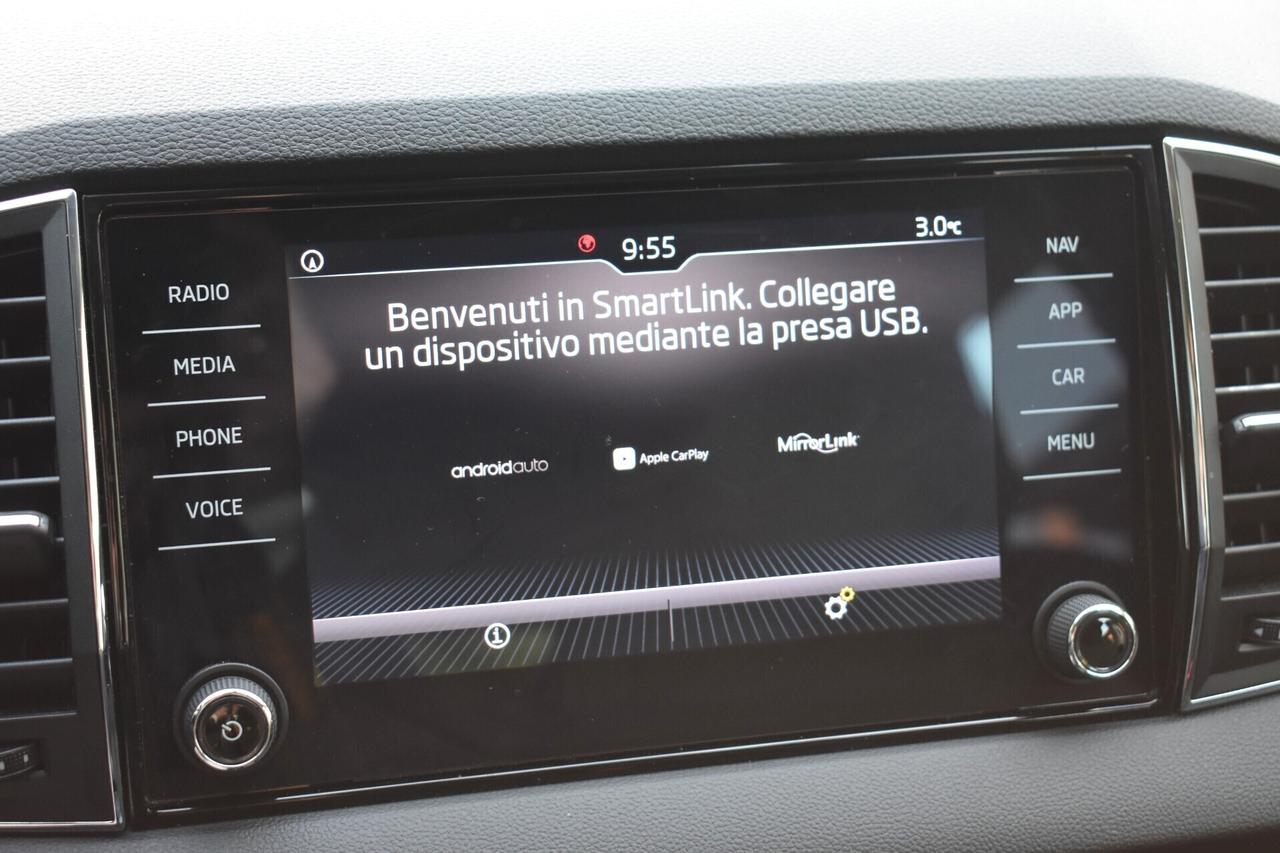 9:55
3.0°C
RADIO
MEDIA
PHONE
VOICE
Benvenuti in SmartLink. Collegare
un dispositivo mediante la presa USB.
androidauto
Apple CarPlay
MirrorLink
NAV
APP
CAR
MENU